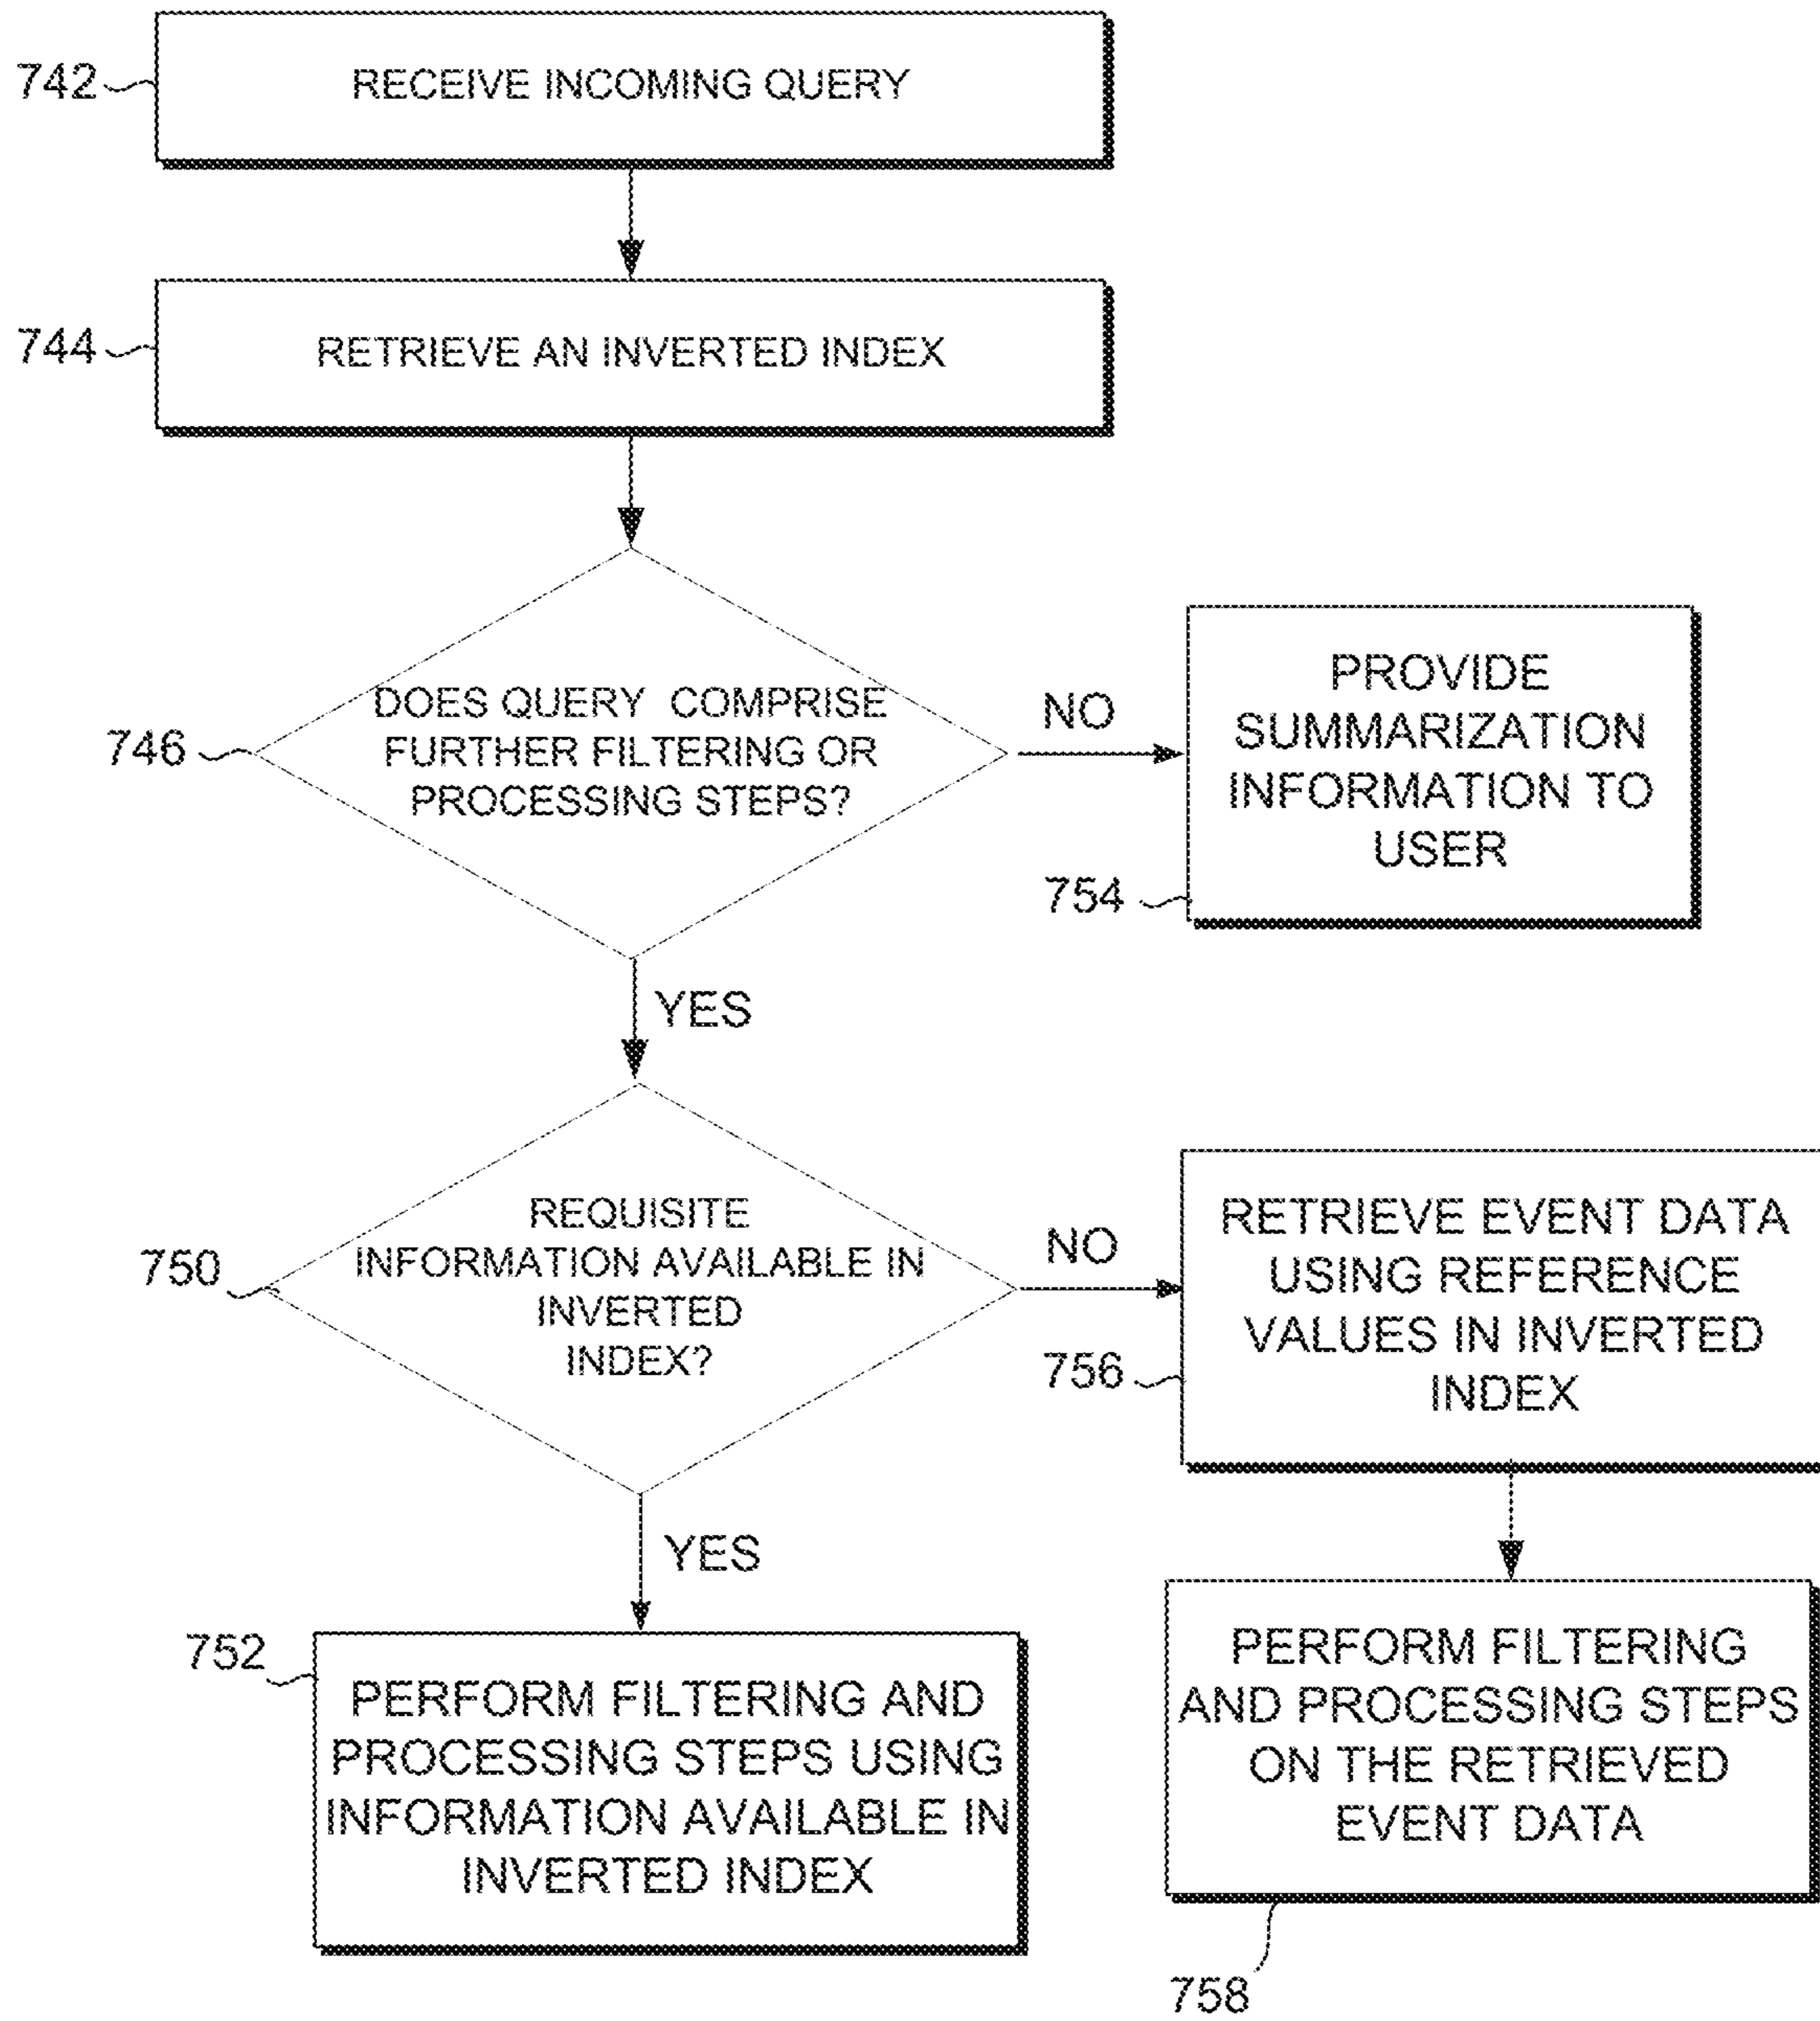 742
RECEIVE INCOMING QUERY
744
RETRIEVE AN INVERTED INDEX
746
DOES QUERY COMPRISE
FURTHER FILTERING OR
PROCESSING STEPS?
NO
PROVIDE
SUMMARIZATION
INFORMATION TO
USER
754
YES
750
REQUISITE
INFORMATION AVAILABLE IN
INVERTED
INDEX?
NO
RETRIEVE EVENT DATA
USING REFERENCE
VALUES IN INVERTED
INDEX
756
YES
752
PERFORM FILTERING AND
PROCESSING STEPS USING
INFORMATION AVAILABLE IN
INVERTED INDEX
PERFORM FILTERING
AND PROCESSING STEPS
ON THE RETRIEVED
EVENT DATA
758